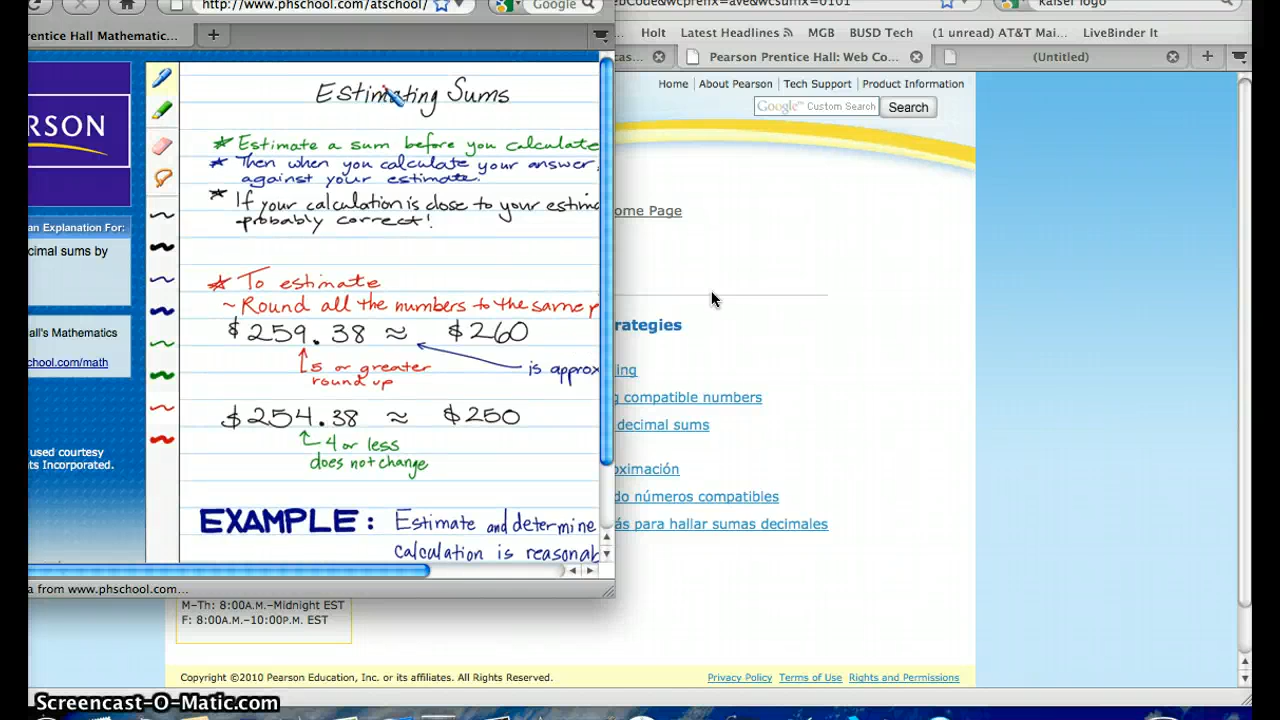 http://www.phschool.com/atschool/
Google
rentice Hall Mathematic...
kaiser logo
Holt
Latest Headlines
MGB
BUSD Tech
(1 unread) AT&T Mai...
LiveBinder It
Pearson Prentice Hall: Web Co...
(Untitled)
Home
About Pearson
Tech Support
Product Information
Google™ Custom Search
Search
Estimating Sums
* Estimate a sum before you calculate
* Then when you calculate your answer,
against your estimate.
* If your calculation is close to your estima
probably correct!
* To estimate
~ Round all the numbers to the same p
$259.38 ≈ $260
5 or greater
round up
is approx
$254.38 ≈ $250
4 or less
does not change
EXAMPLE: Estimate and determine
calculation is reasonab
RSON
an Explanation For:
cimal sums by
all's Mathematics
chool.com/math
used courtesy
ts Incorporated.
a from www.phschool.com...
ome Page
rategies
ing
g compatible numbers
decimal sums
oximación
do números compatibles
ás para hallar sumas decimales
M-Th: 8:00A.M.-Midnight EST
F: 8:00A.M.-10:00P.M. EST
Copyright ©2010 Pearson Education, Inc. or its affiliates. All Rights Reserved.
Privacy Policy
Terms of Use
Rights and Permissions
Screencast-O-Matic.com